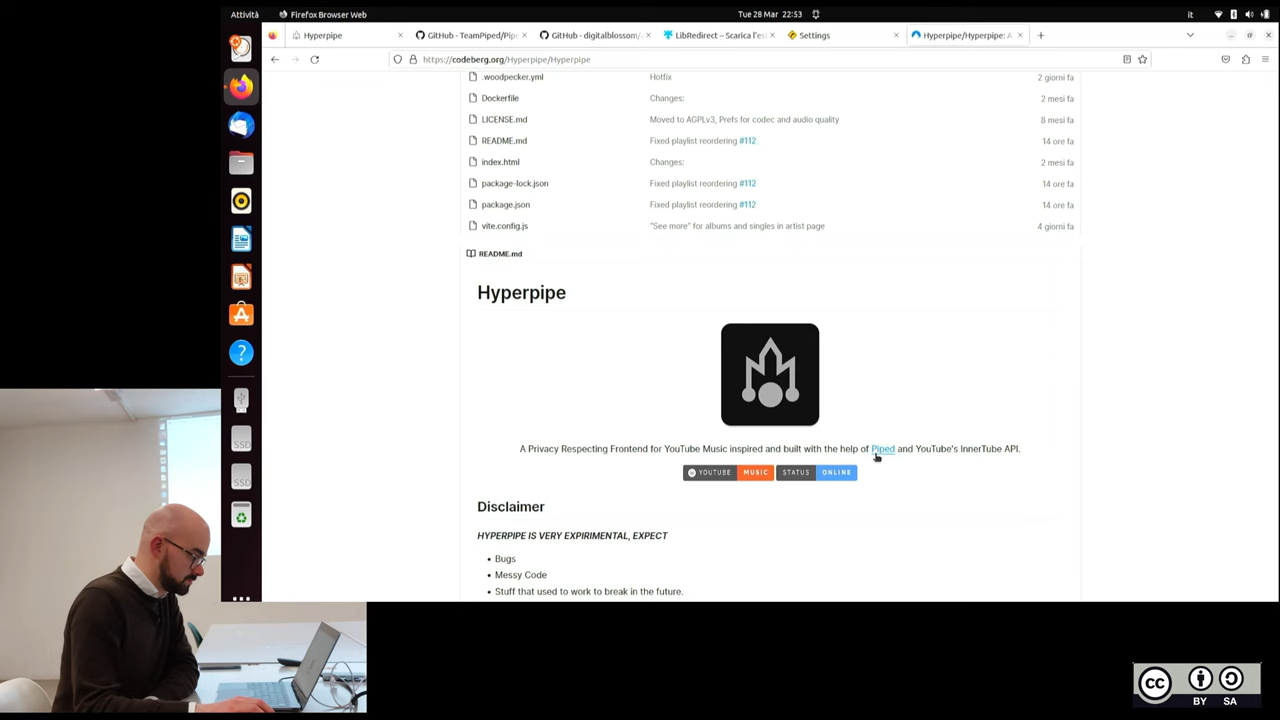 Attività
Firefox Browser Web
Tue 28 Mar 22:53
it
Hyperpipe
GitHub - TeamPiped/Pipe
GitHub - digitalblossom/
LibRedirect – Scarica l'es
Settings
Hyperpipe/Hyperpipe: A
https://codeberg.org/Hyperpipe/Hyperpipe
.woodpecker.yml Hotfix 2 giorni fa
Dockerfile Changes: 2 mesi fa
LICENSE.md Moved to AGPLv3, Prefs for codec and audio quality 8 mesi fa
README.md Fixed playlist reordering #112 14 ore fa
index.html Changes: 2 mesi fa
package-lock.json Fixed playlist reordering #112 14 ore fa
package.json Fixed playlist reordering #112 14 ore fa
vite.config.js "See more" for albums and singles in artist page 4 giorni fa
README.md
Hyperpipe
A Privacy Respecting Frontend for YouTube Music inspired and built with the help of Piped and YouTube's InnerTube API.
YOUTUBE MUSIC STATUS ONLINE
Disclaimer
HYPERPIPE IS VERY EXPIRIMENTAL, EXPECT
• Bugs
• Messy Code
• Stuff that used to work to break in the future.
SSD
SSD
CC
BY SA